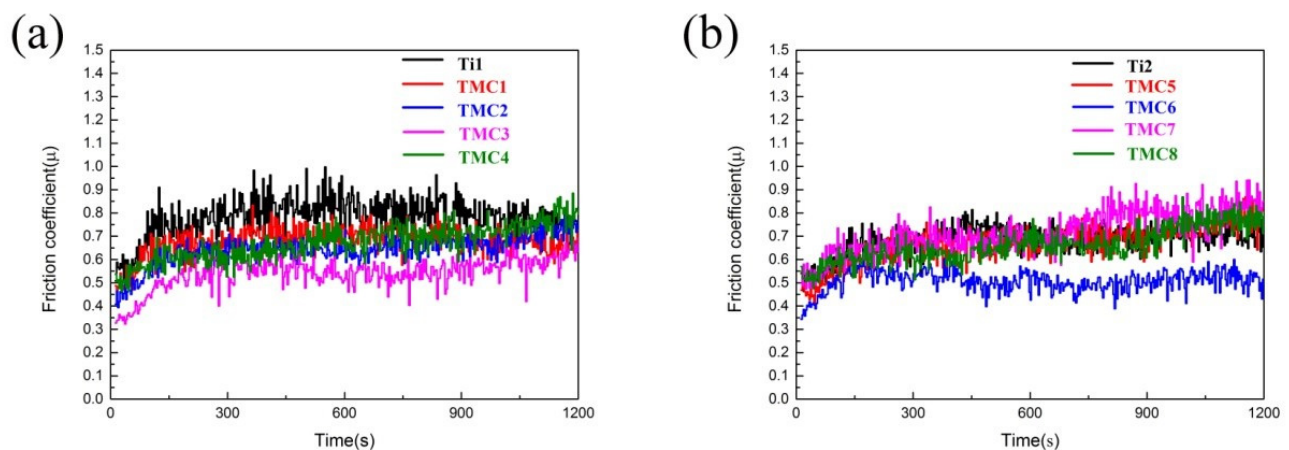 (a)
Friction coefficient(μ)
1.5
1.4
1.3
1.2
1.1
1.0
0.9
0.8
0.7
0.6
0.5
0.4
0.3
0.2
0.1
0.0
Ti1
TMC1
TMC2
TMC3
TMC4
0 300 600 900 1200
Time(s)
(b)
Friction coefficient(μ)
1.5
1.4
1.3
1.2
1.1
1.0
0.9
0.8
0.7
0.6
0.5
0.4
0.3
0.2
0.1
0.0
Ti2
TMC5
TMC6
TMC7
TMC8
0 300 600 900 1200
Time(s)